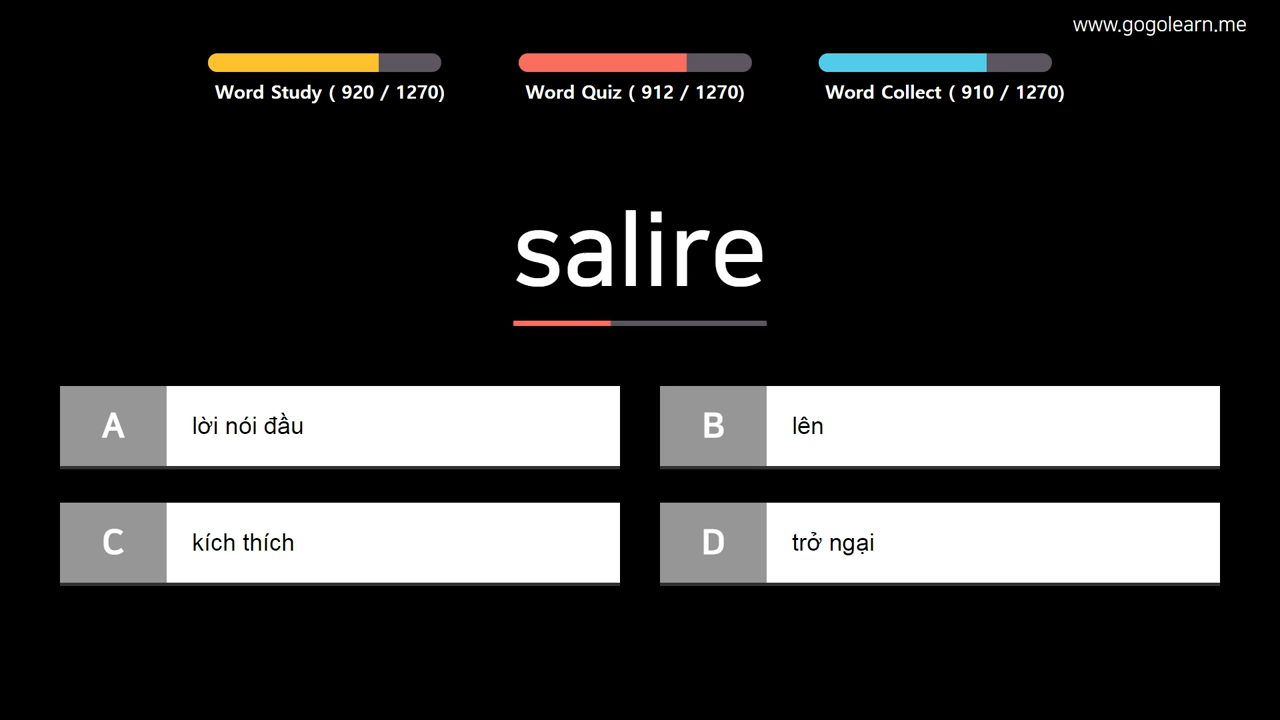 www.gogolearn.me
Word Study ( 920 / 1270)
Word Quiz ( 912 / 1270)
Word Collect ( 910 / 1270)
salire
A
lời nói đầu
B
lên
C
kích thích
D
trở ngại